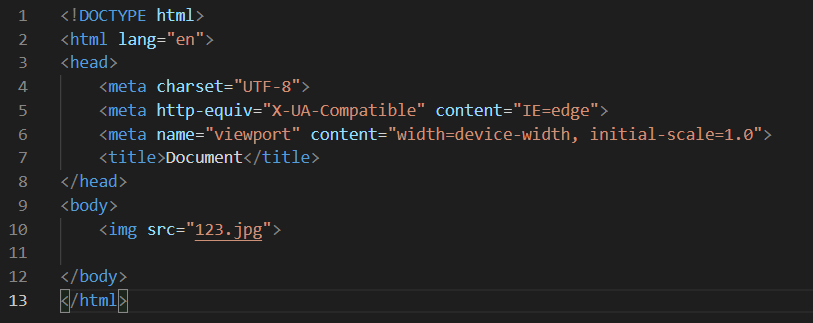 1 <!DOCTYPE html>
2 <html lang="en">
3 <head>
4     <meta charset="UTF-8">
5     <meta http-equiv="X-UA-Compatible" content="IE=edge">
6     <meta name="viewport" content="width=device-width, initial-scale=1.0">
7     <title>Document</title>
8 </head>
9 <body>
10     <img src="123.jpg">
11
12 </body>
13 </html>